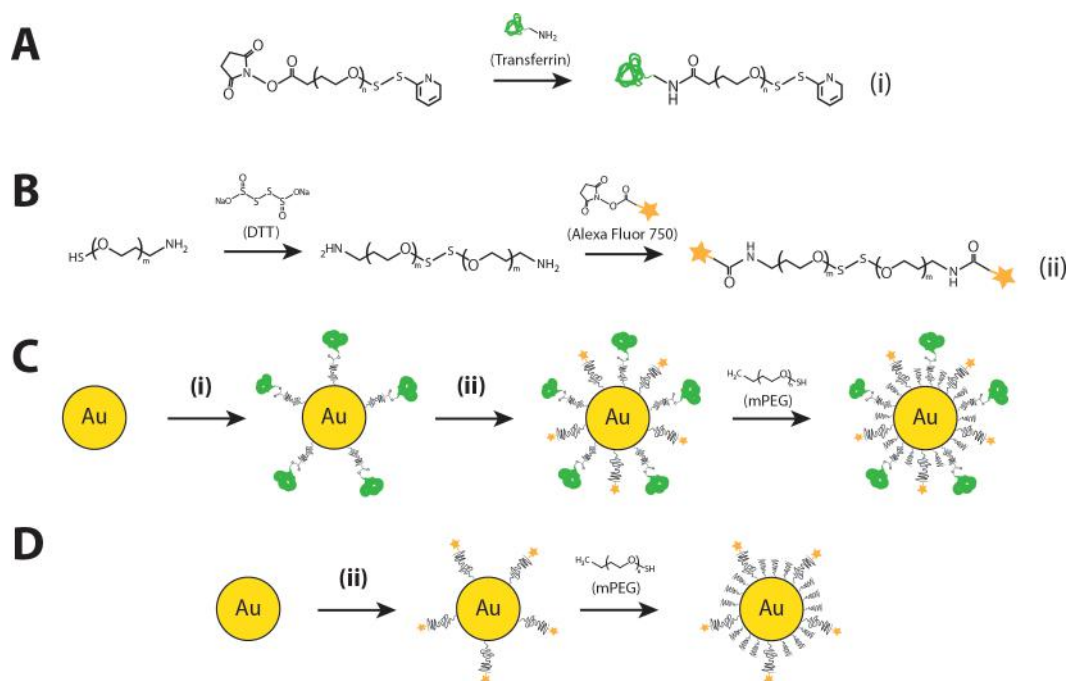 A
NH2
(Transferrin)
O
N
O
O
O
O
n
S
S
N
N
H
O
O
n
S
S
N
(i)
B
O
NaO
S
S
S
S
ONa
O
(DTT)
HS
O
m
NH2
2HN
O
m
S
S
O
m
NH2
O
N
O
O
O
(Alexa Fluor 750)
O
H
N
O
m
S
S
O
m
N
H
O
(ii)
C
Au
(i)
Au
(ii)
Au
H3C
O
SH
(mPEG)
Au
D
Au
(ii)
Au
H3C
O
SH
(mPEG)
Au